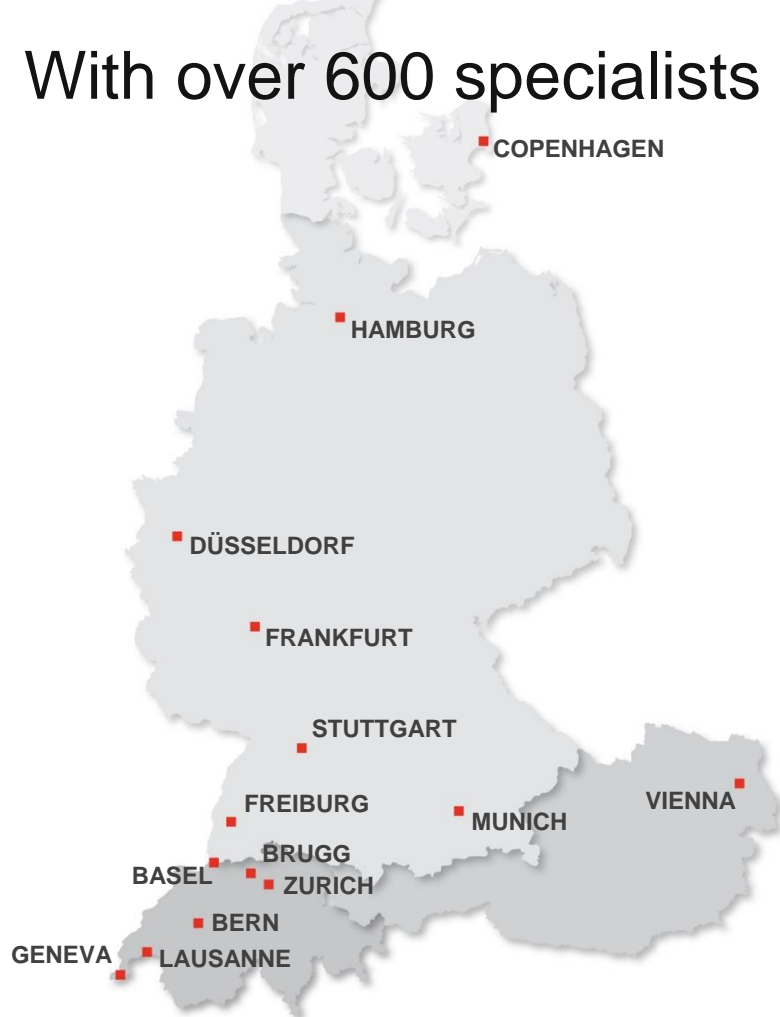 With over 600 specialists
COPENHAGEN
HAMBURG
DÜSSELDORF
FRANKFURT
STUTTGART
FREIBURG
VIENNA
MUNICH
BRUGG
BASEL
ZURICH
BERN
GENEVA
LAUSANNE